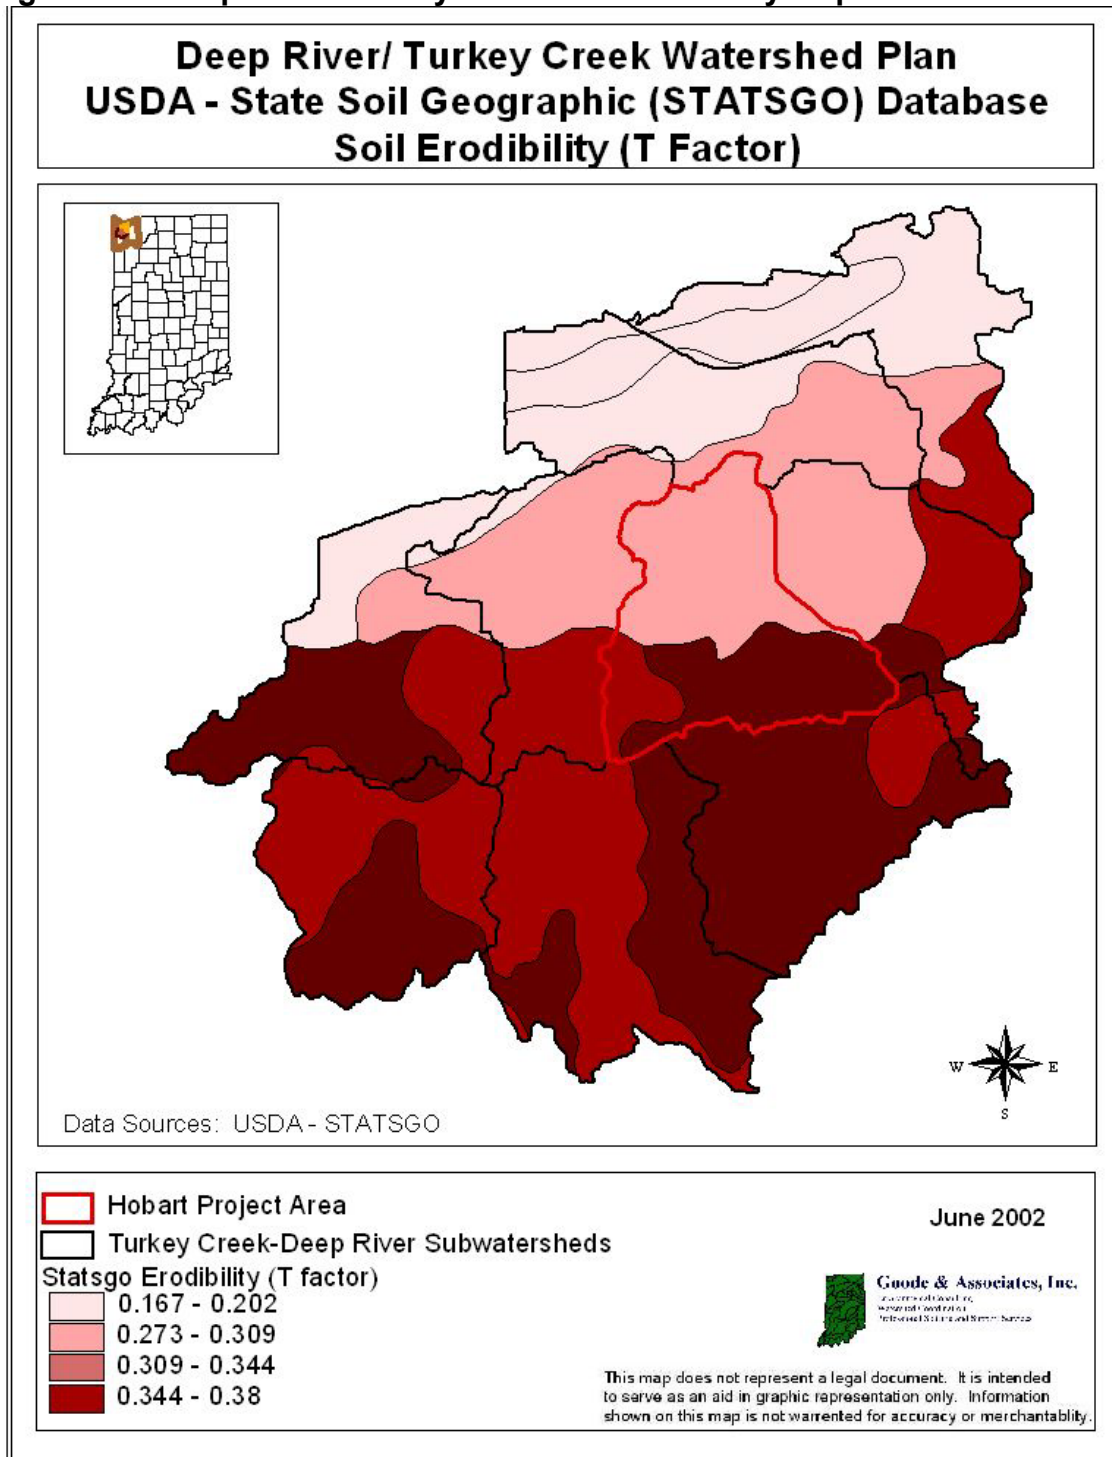 Deep River/ Turkey Creek Watershed Plan
USDA - State Soil Geographic (STATSGO) Database
Soil Erodibility (T Factor)
W E
S
Data Sources: USDA - STATSGO
Hobart Project Area
June 2002
Turkey Creek-Deep River Subwatersheds
Statsgo Erodibility (T factor)
0.167 - 0.202
0.273 - 0.309
0.309 - 0.344
0.344 - 0.38
Goode & Associates, Inc.
This map does not represent a legal document. It is intended
to serve as an aid in graphic representation only. Information
shown on this map is not warrented for accuracy or merchantablity.